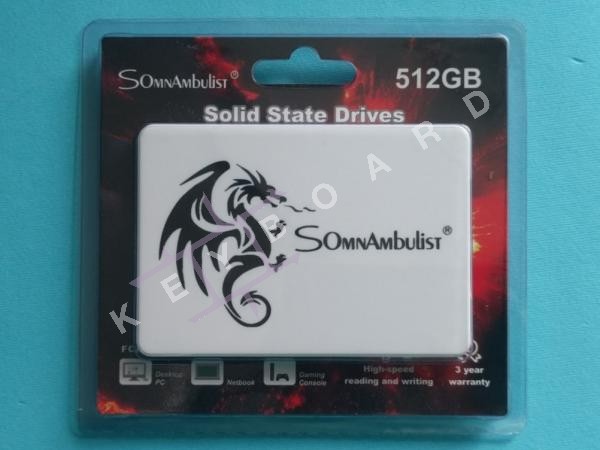 SOmnAmbulist® 512GB
Solid State Drives
SOmnAmbulist®
KEYBOARD
Desktop PC
Netbook
Gaming Console
High-speed
reading and writing
3 year
warranty